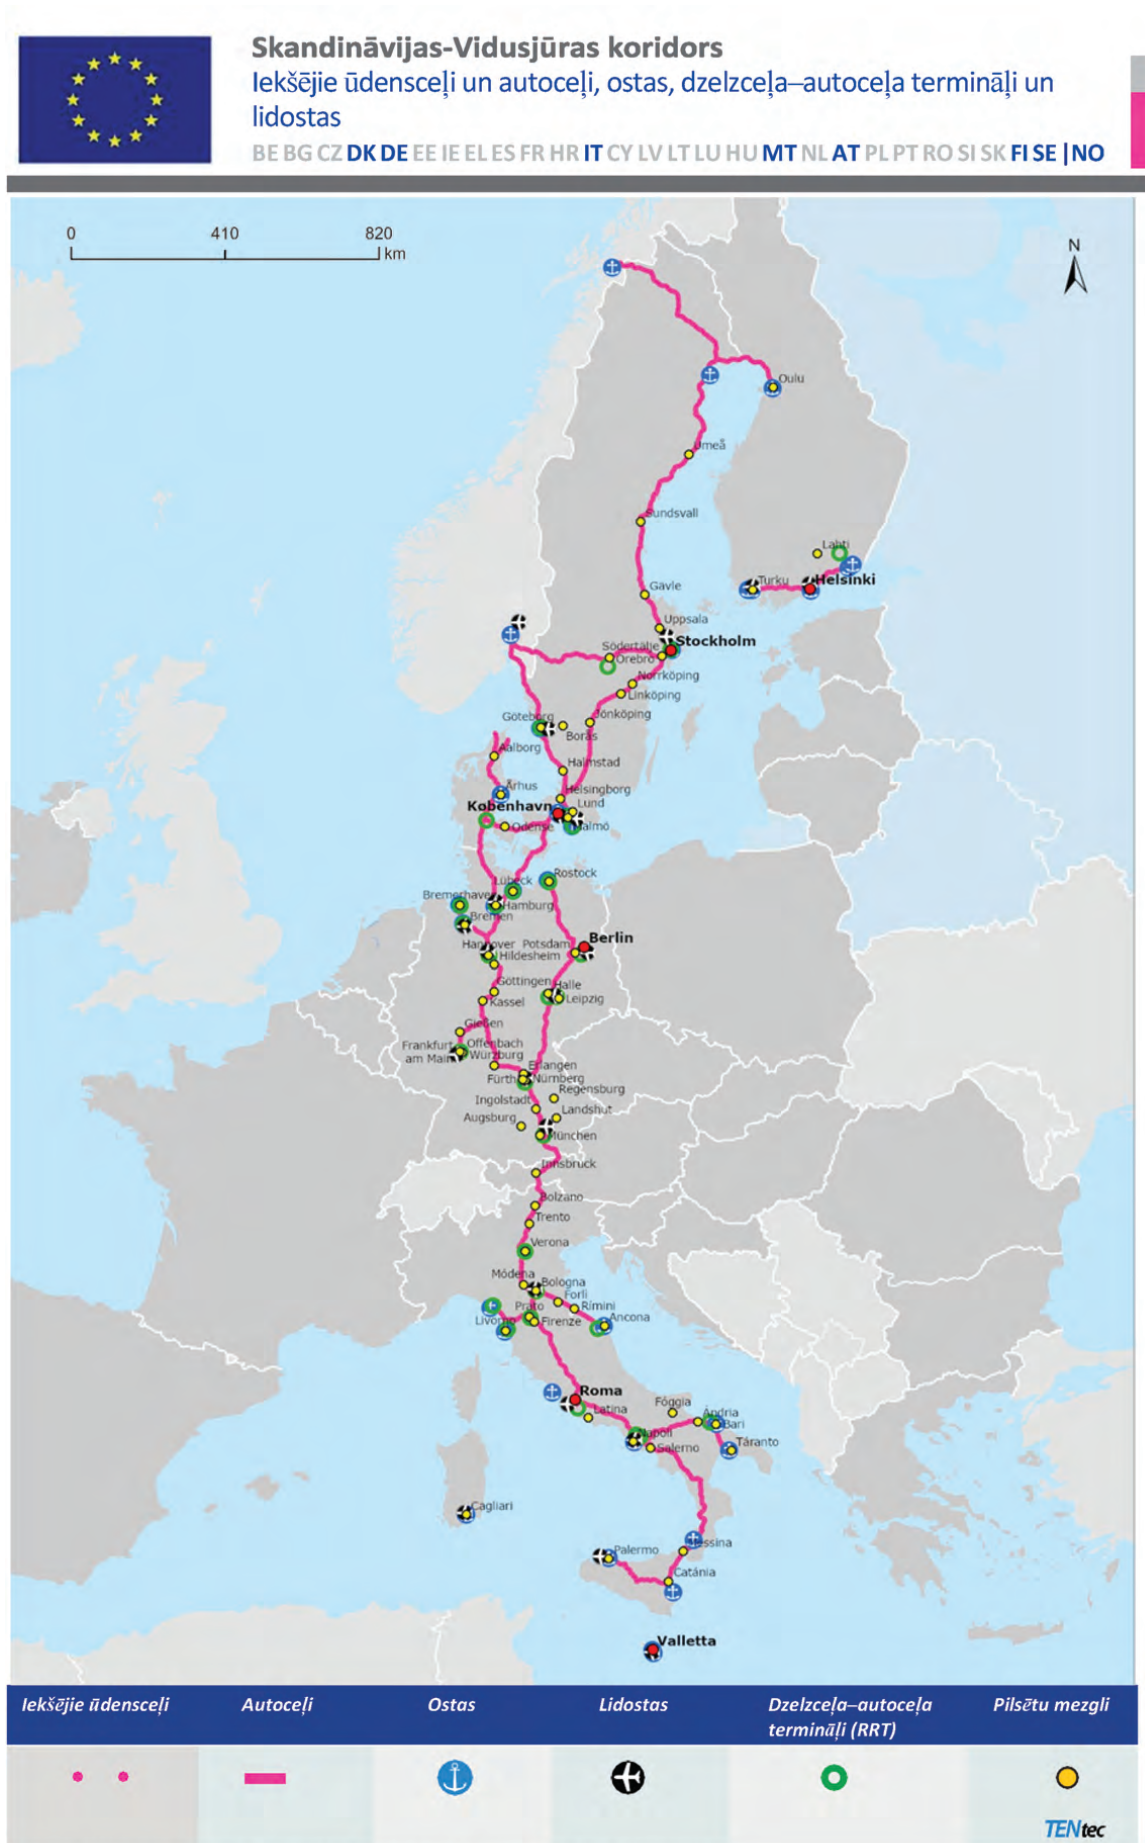 Skandināvijas-Vidusjūras koridors
Iekšējie ūdensceļi un autoceļi, ostas, dzelzceļa–autoceļa termināļi un
lidostas
BE BG CZ DK DE EE IE EL ES FR HR IT CY LV LT LU HU MT NL AT PL PT RO SI SK FI SE | NO
0 410 820
km
N
Oulu
Umeå
Sundsvall
Lahti
Turku
Helsinki
Gävle
Uppsala
Stockholm
Södertälje
Örebro
Norrköping
Linköping
Göteborg
Jönköping
Borås
Aalborg
Halmstad
Århus
Helsingborg
København
Lund
Odense
Malmö
Lübeck
Rostock
Bremerhaven
Hamburg
Bremen
Berlin
Hannover
Potsdam
Hildesheim
Göttingen
Halle
Kassel
Leipzig
Gießen
Frankfurt
am Main
Offenbach
Würzburg
Erlangen
Fürth
Nürnberg
Regensburg
Ingolstadt
Landshut
Augsburg
München
Innsbruck
Bolzano
Trento
Verona
Módena
Bologna
Forlì
Rímini
Prato
Livorno
Firenze
Ancona
Roma
Latina
Fóggia
Ándria
Bari
Napoli
Salerno
Táranto
Cagliari
Messina
Palermo
Catánia
Valletta
Iekšējie ūdensceļi
Autoceļi
Ostas
Lidostas
Dzelzceļa–autoceļa
termināļi (RRT)
Pilsētu mezgli
TENtec